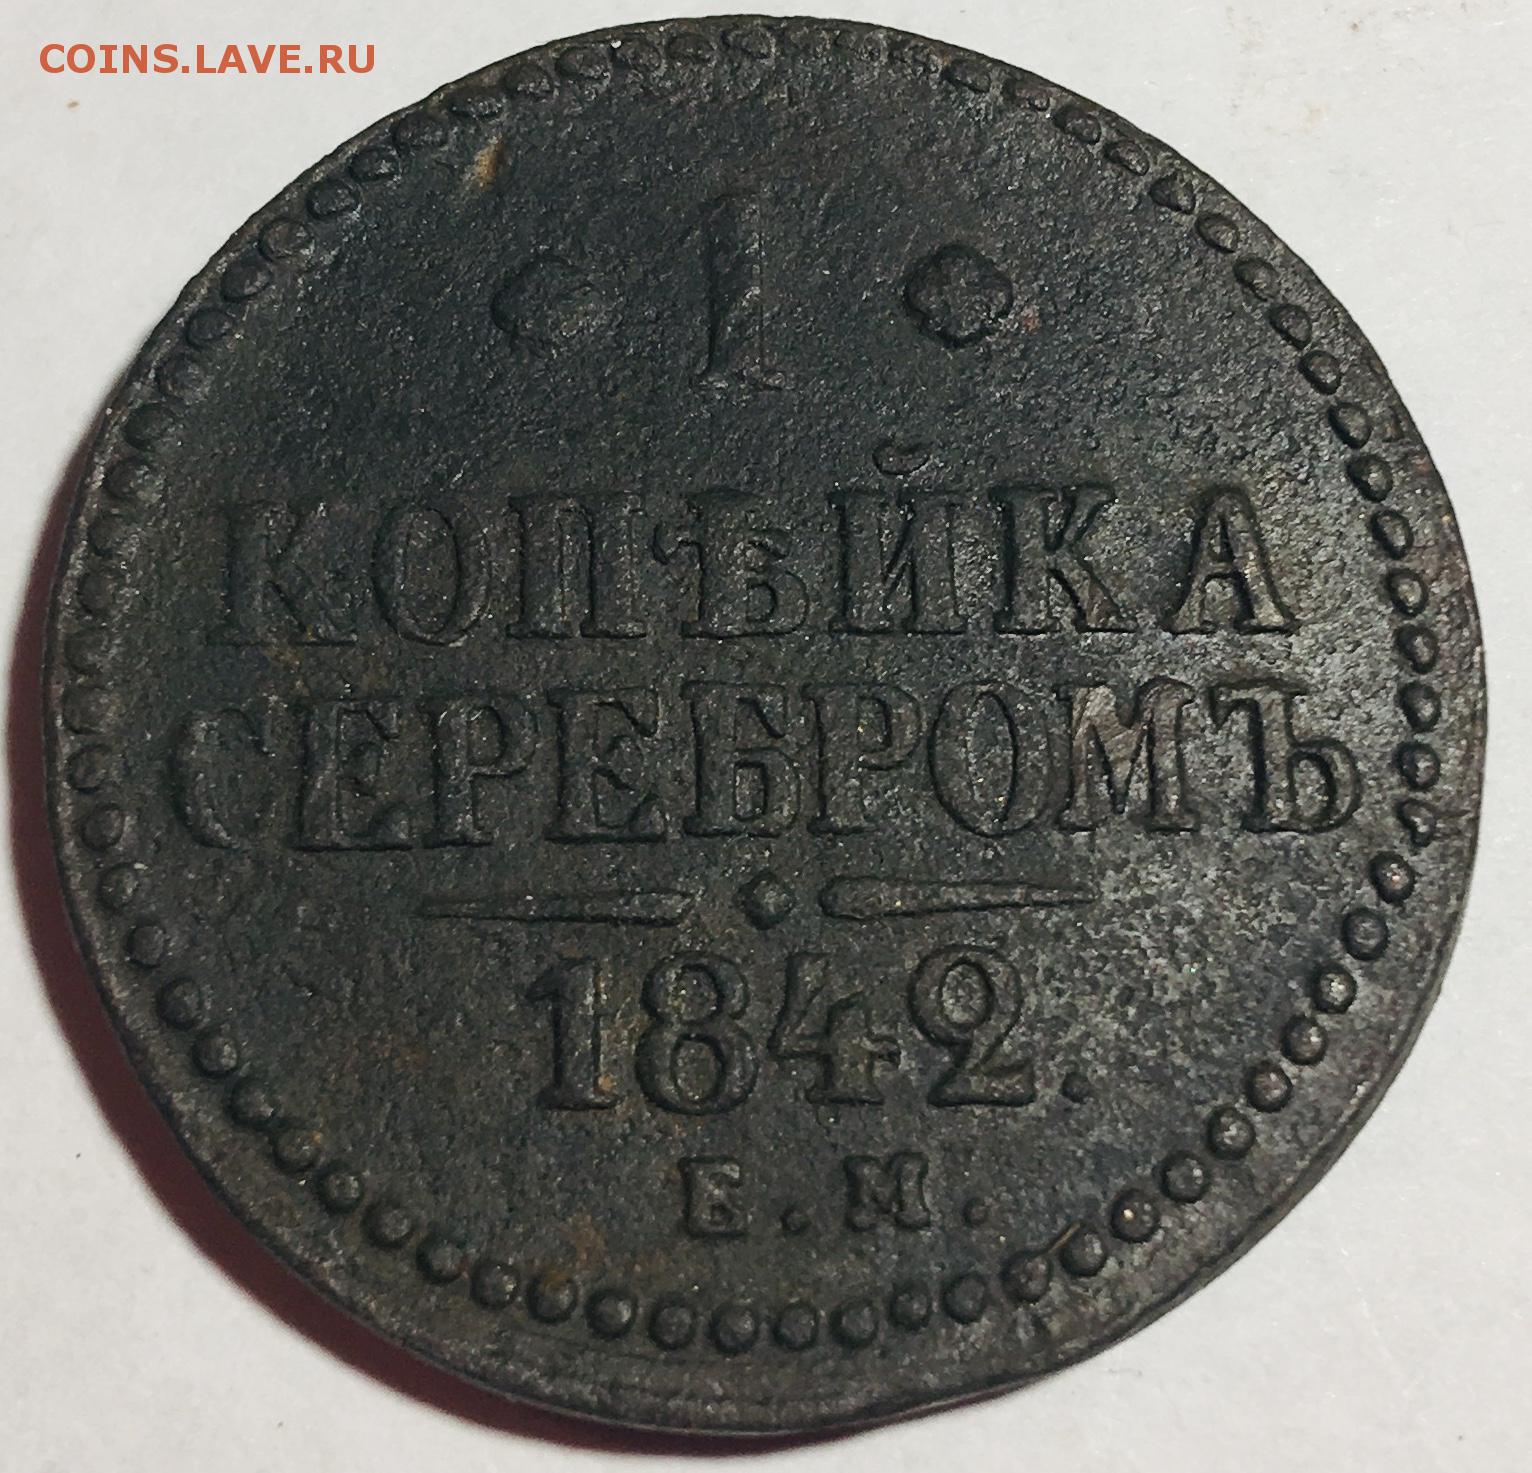 COINS.LAVE.RU
1
КОПѢЙКА
СЕРЕБРОМЪ
1842.
Е.М.